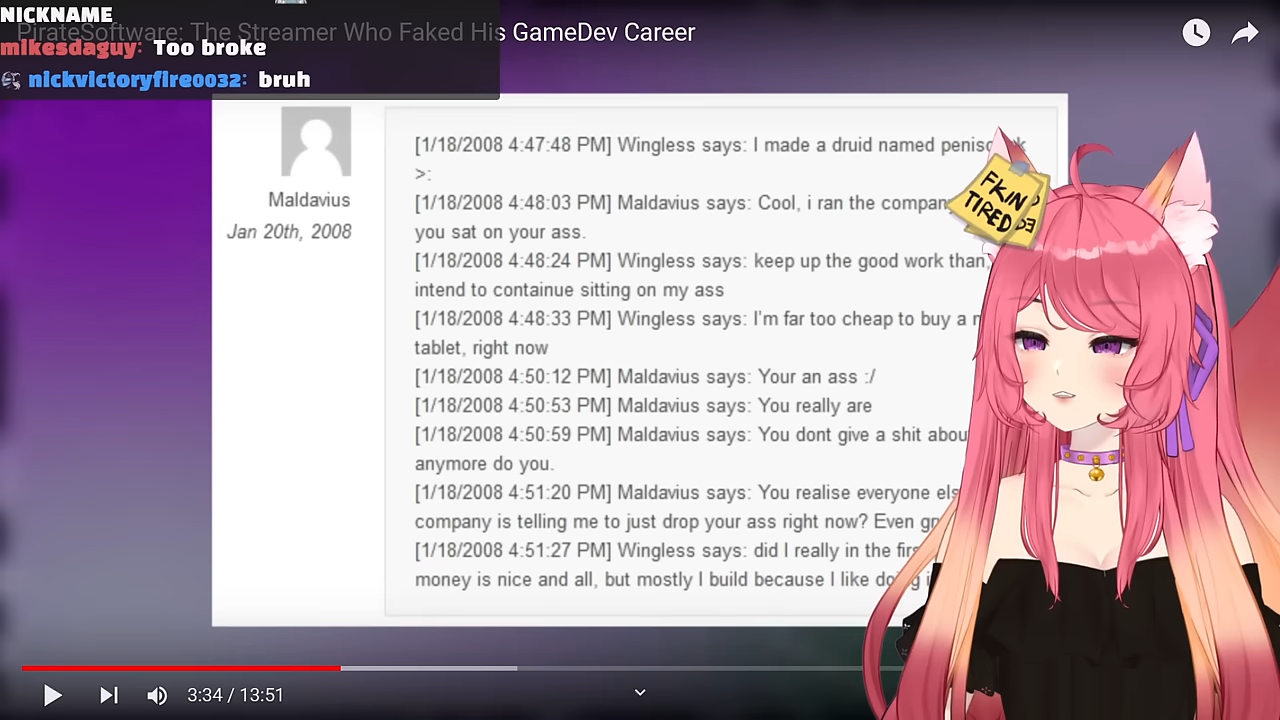 NICKNAME
PirateSoftware: The Streamer Who Faked His GameDev Career
mikesdaguy: Too broke
nickvictoryfire0032: bruh
Maldavius
Jan 20th, 2008
[1/18/2008 4:47:48 PM] Wingless says: I made a druid named
>:
[1/18/2008 4:48:03 PM] Maldavius says: Cool, i ran the
you sat on your ass.
[1/18/2008 4:48:24 PM] Wingless says: keep up the good work than,
intend to containue sitting on my ass
[1/18/2008 4:48:33 PM] Wingless says: I'm far too cheap to buy a
tablet, right now
[1/18/2008 4:50:12 PM] Maldavius says: Your an ass :/
[1/18/2008 4:50:53 PM] Maldavius says: You really are
[1/18/2008 4:50:59 PM] Maldavius says: You dont give a shit
anymore do you.
[1/18/2008 4:51:20 PM] Maldavius says: You realise everyone
company is telling me to just drop your ass right now? Even
[1/18/2008 4:51:27 PM] Wingless says: did I really in the
money is nice and all, but mostly I build because I like
FKIN
TIRED
3:34 / 13:51